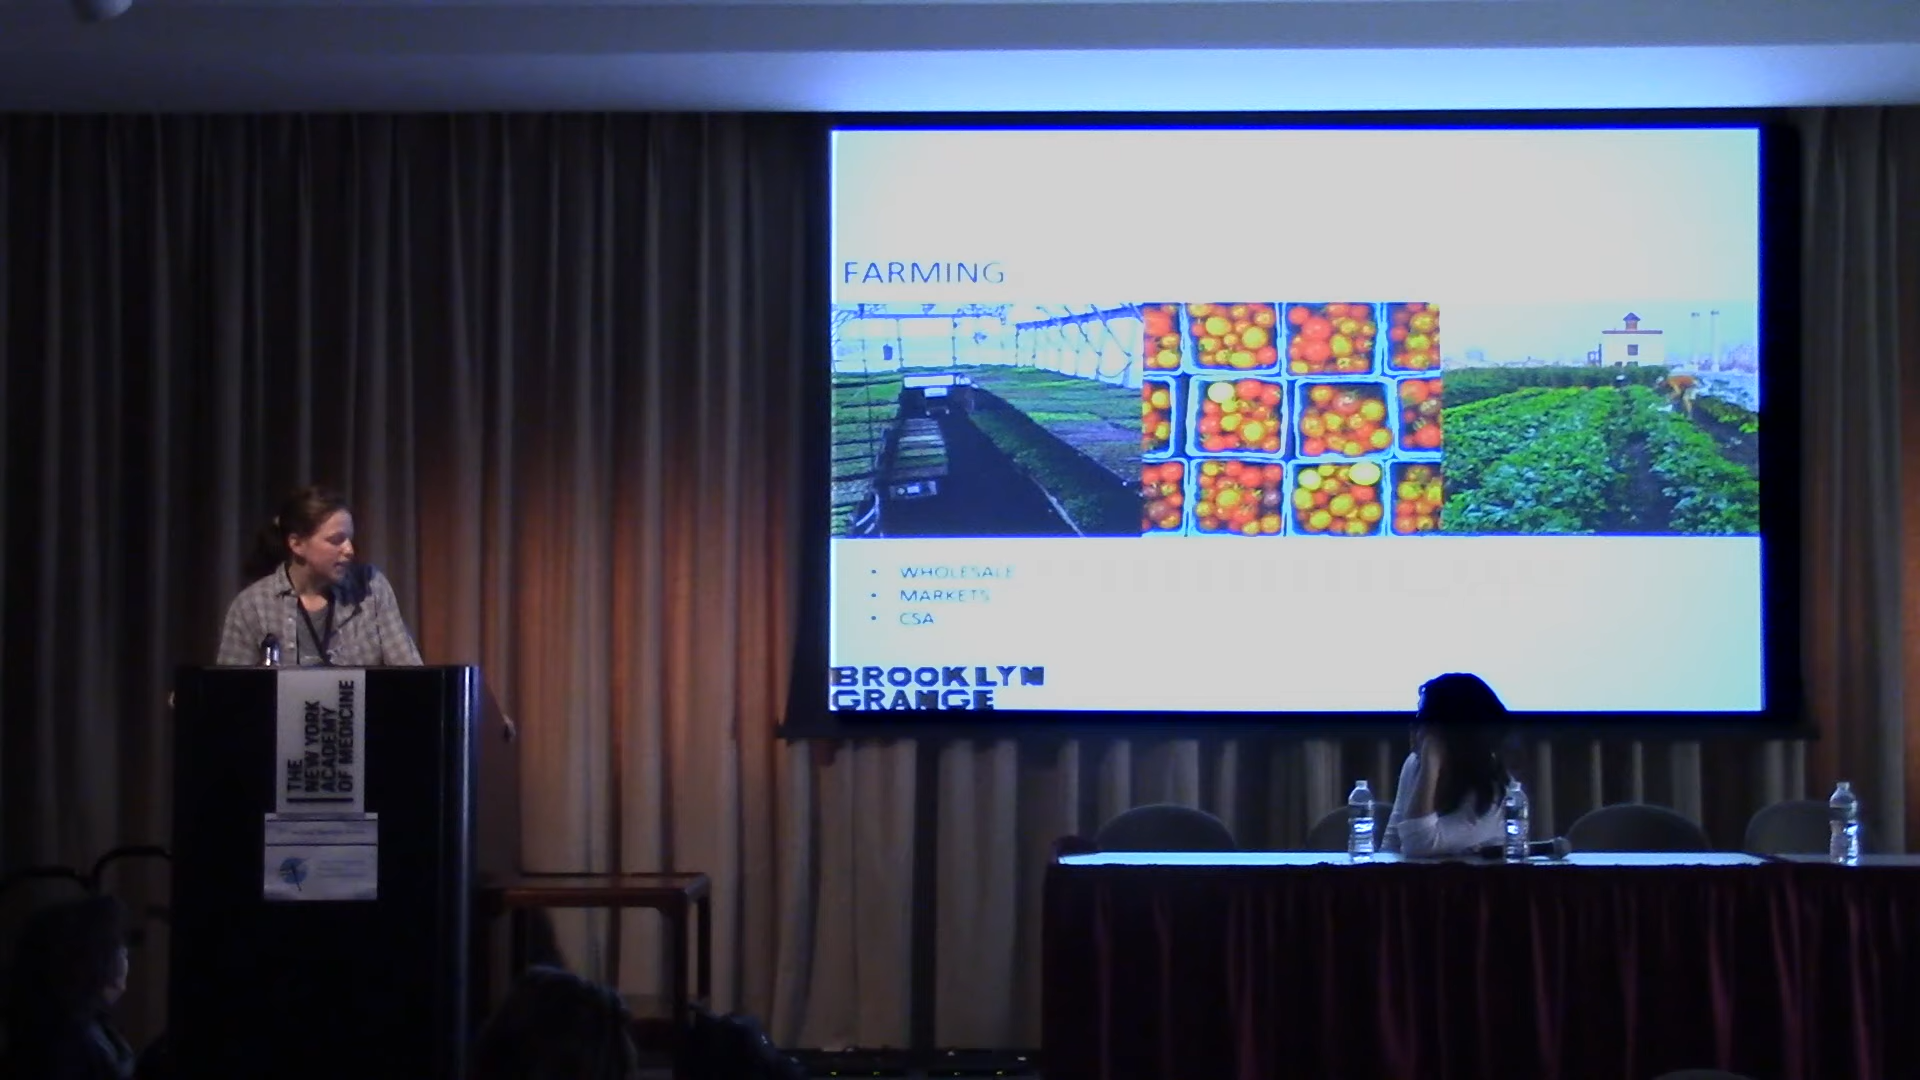 FARMING
• WHOLESALE
• MARKETS
• CSA
BROOKLYN
GRANGE
THE
NEW YORK
ACADEMY
OF MEDICINE